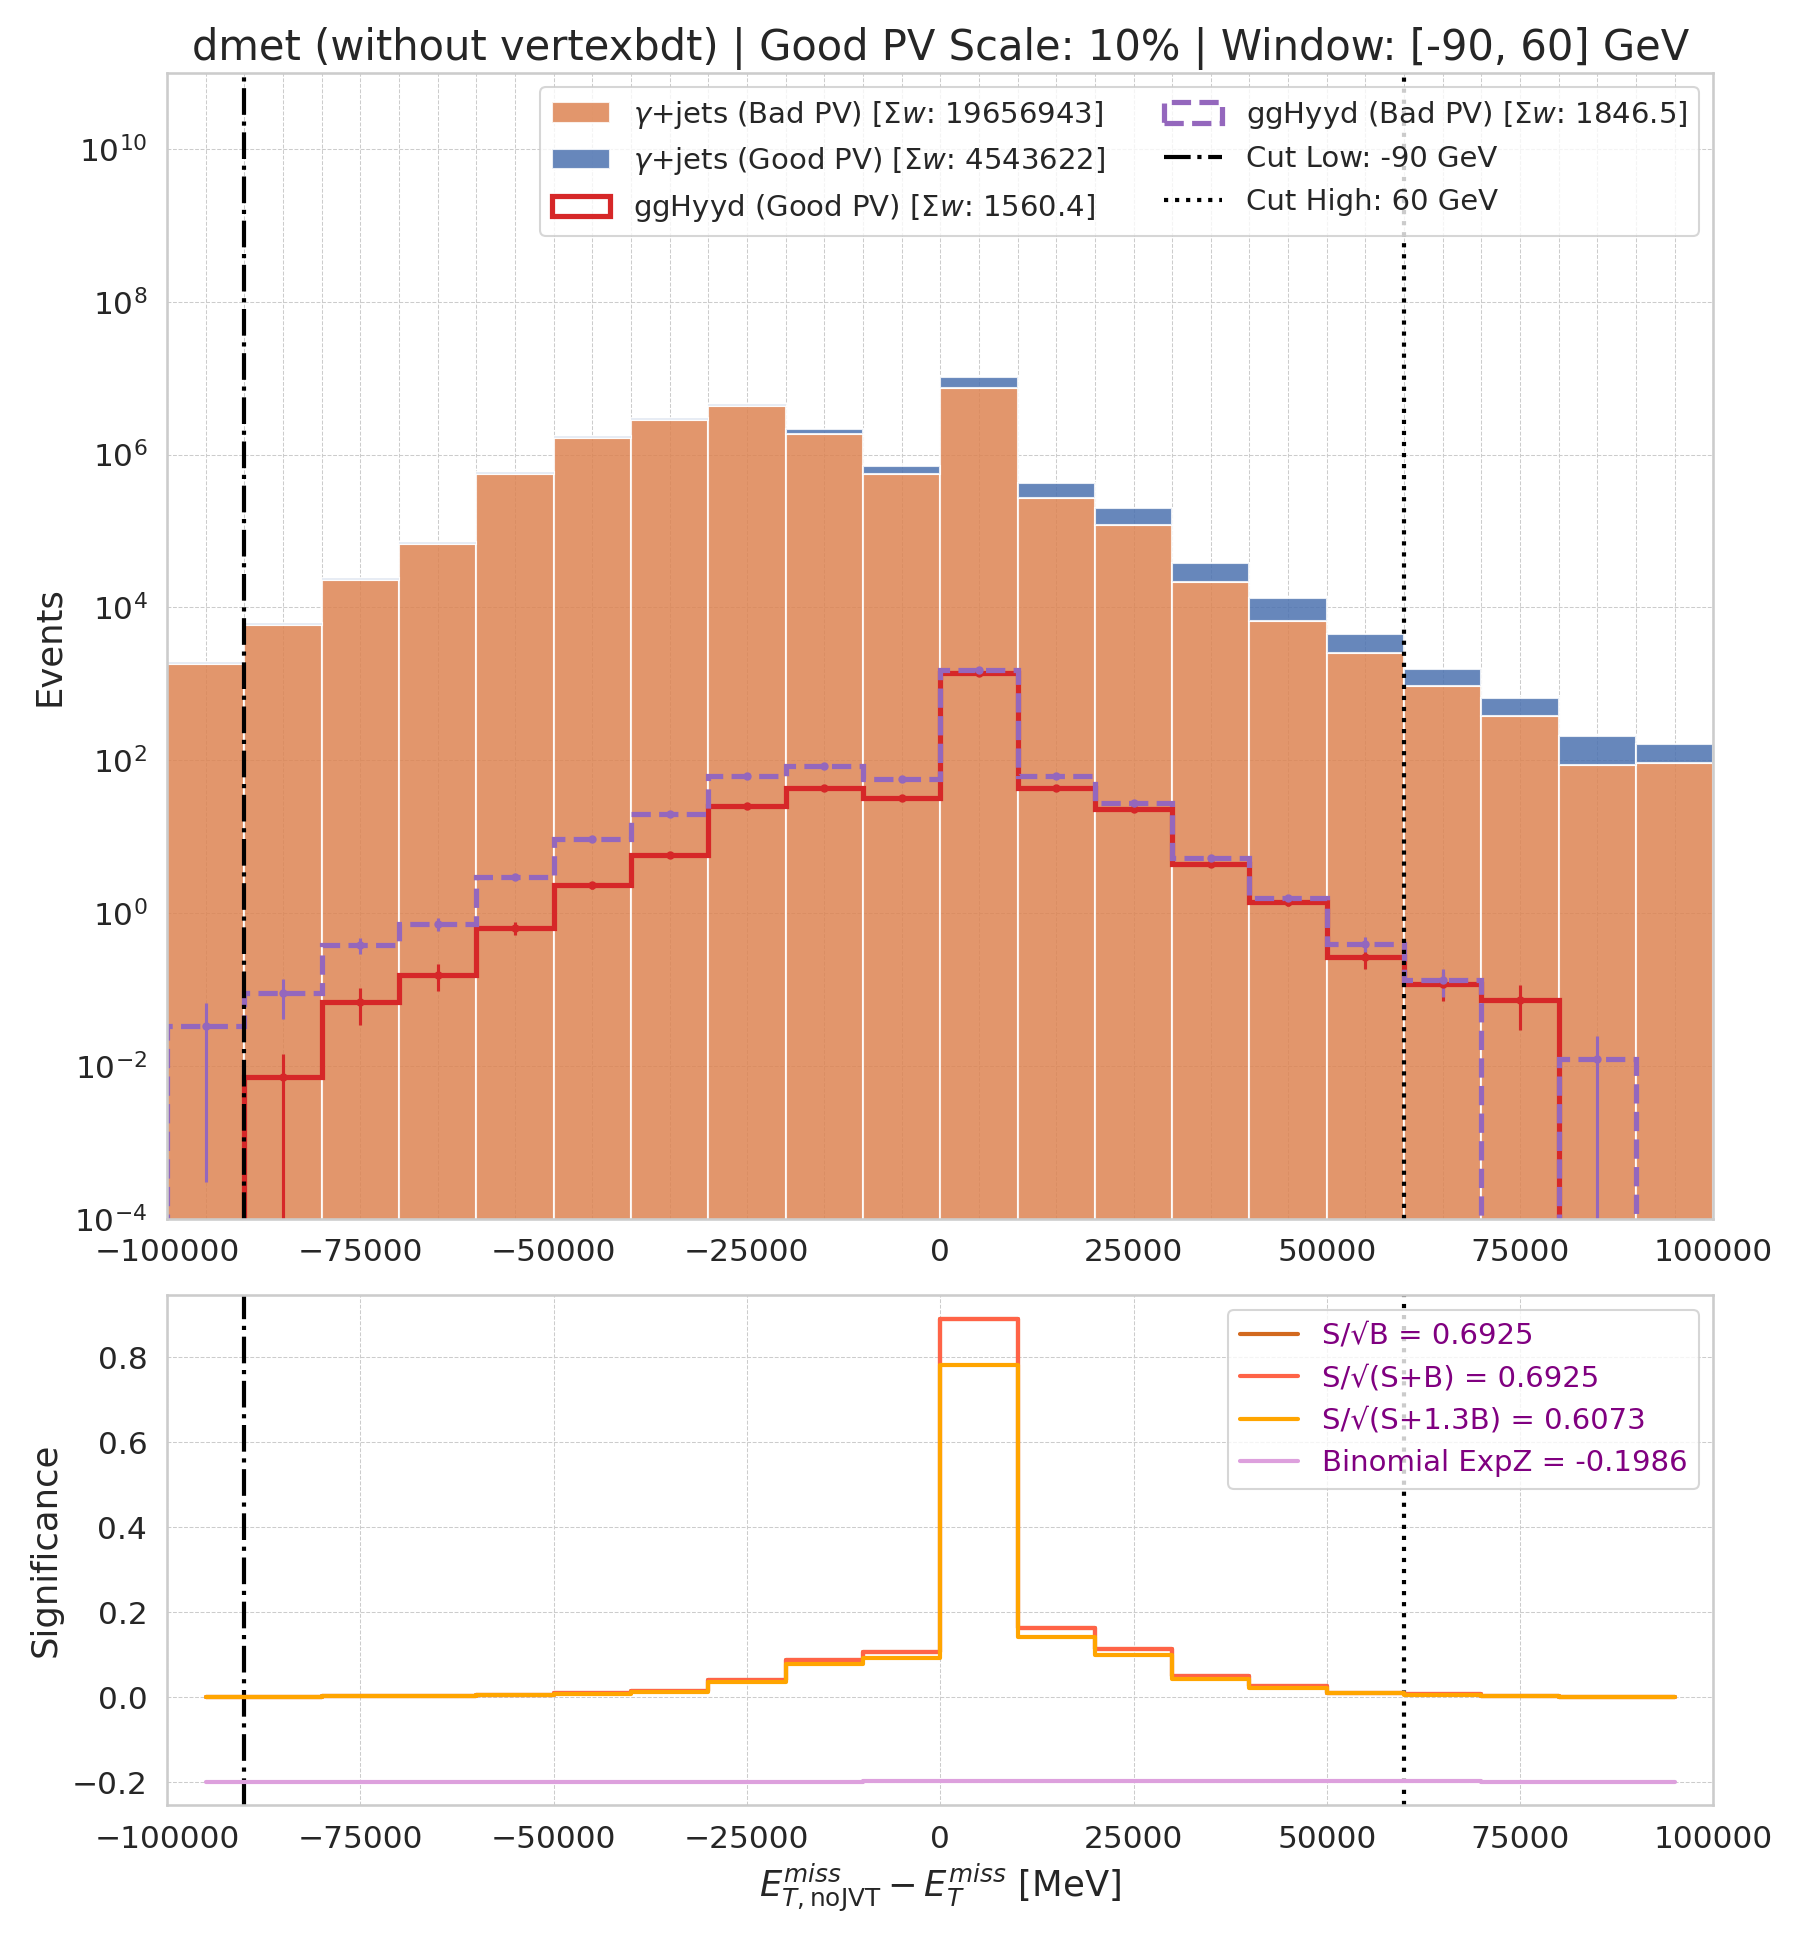 dmet (without vertexbdt) | Good PV Scale: 10% | Window: [-90, 60] GeV
γ+jets (Bad PV) [Σw: 19656943]
γ+jets (Good PV) [Σw: 4543622]
ggHyyd (Good PV) [Σw: 1560.4]
ggHyyd (Bad PV) [Σw: 1846.5]
Cut Low: -90 GeV
Cut High: 60 GeV
Events
10^10
10^8
10^6
10^4
10^2
10^0
10^−2
10^−4
−100000 −75000 −50000 −25000 0 25000 50000 75000 100000
S/√B = 0.6925
S/√(S+B) = 0.6925
S/√(S+1.3B) = 0.6073
Binomial ExpZ = -0.1986
Significance
0.8
0.6
0.4
0.2
0.0
−0.2
−100000 −75000 −50000 −25000 0 25000 50000 75000 100000
E_{T,noJVT}^{miss} − E_T^{miss} [MeV]